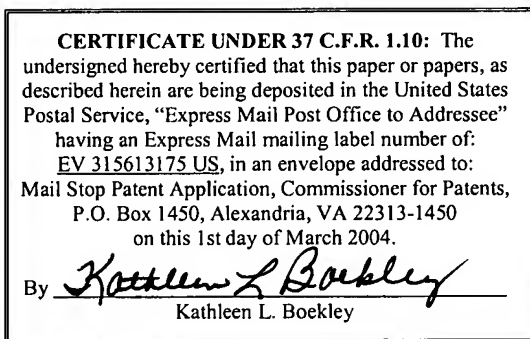 CERTIFICATE UNDER 37 C.F.R. 1.10: The
undersigned hereby certified that this paper or papers, as
described herein are being deposited in the United States
Postal Service, “Express Mail Post Office to Addressee”
having an Express Mail mailing label number of:
EV 315613175 US, in an envelope addressed to:
Mail Stop Patent Application, Commissioner for Patents,
P.O. Box 1450, Alexandria, VA 22313-1450
on this 1st day of March 2004.
By Kathleen L Boekley
Kathleen L. Boekley